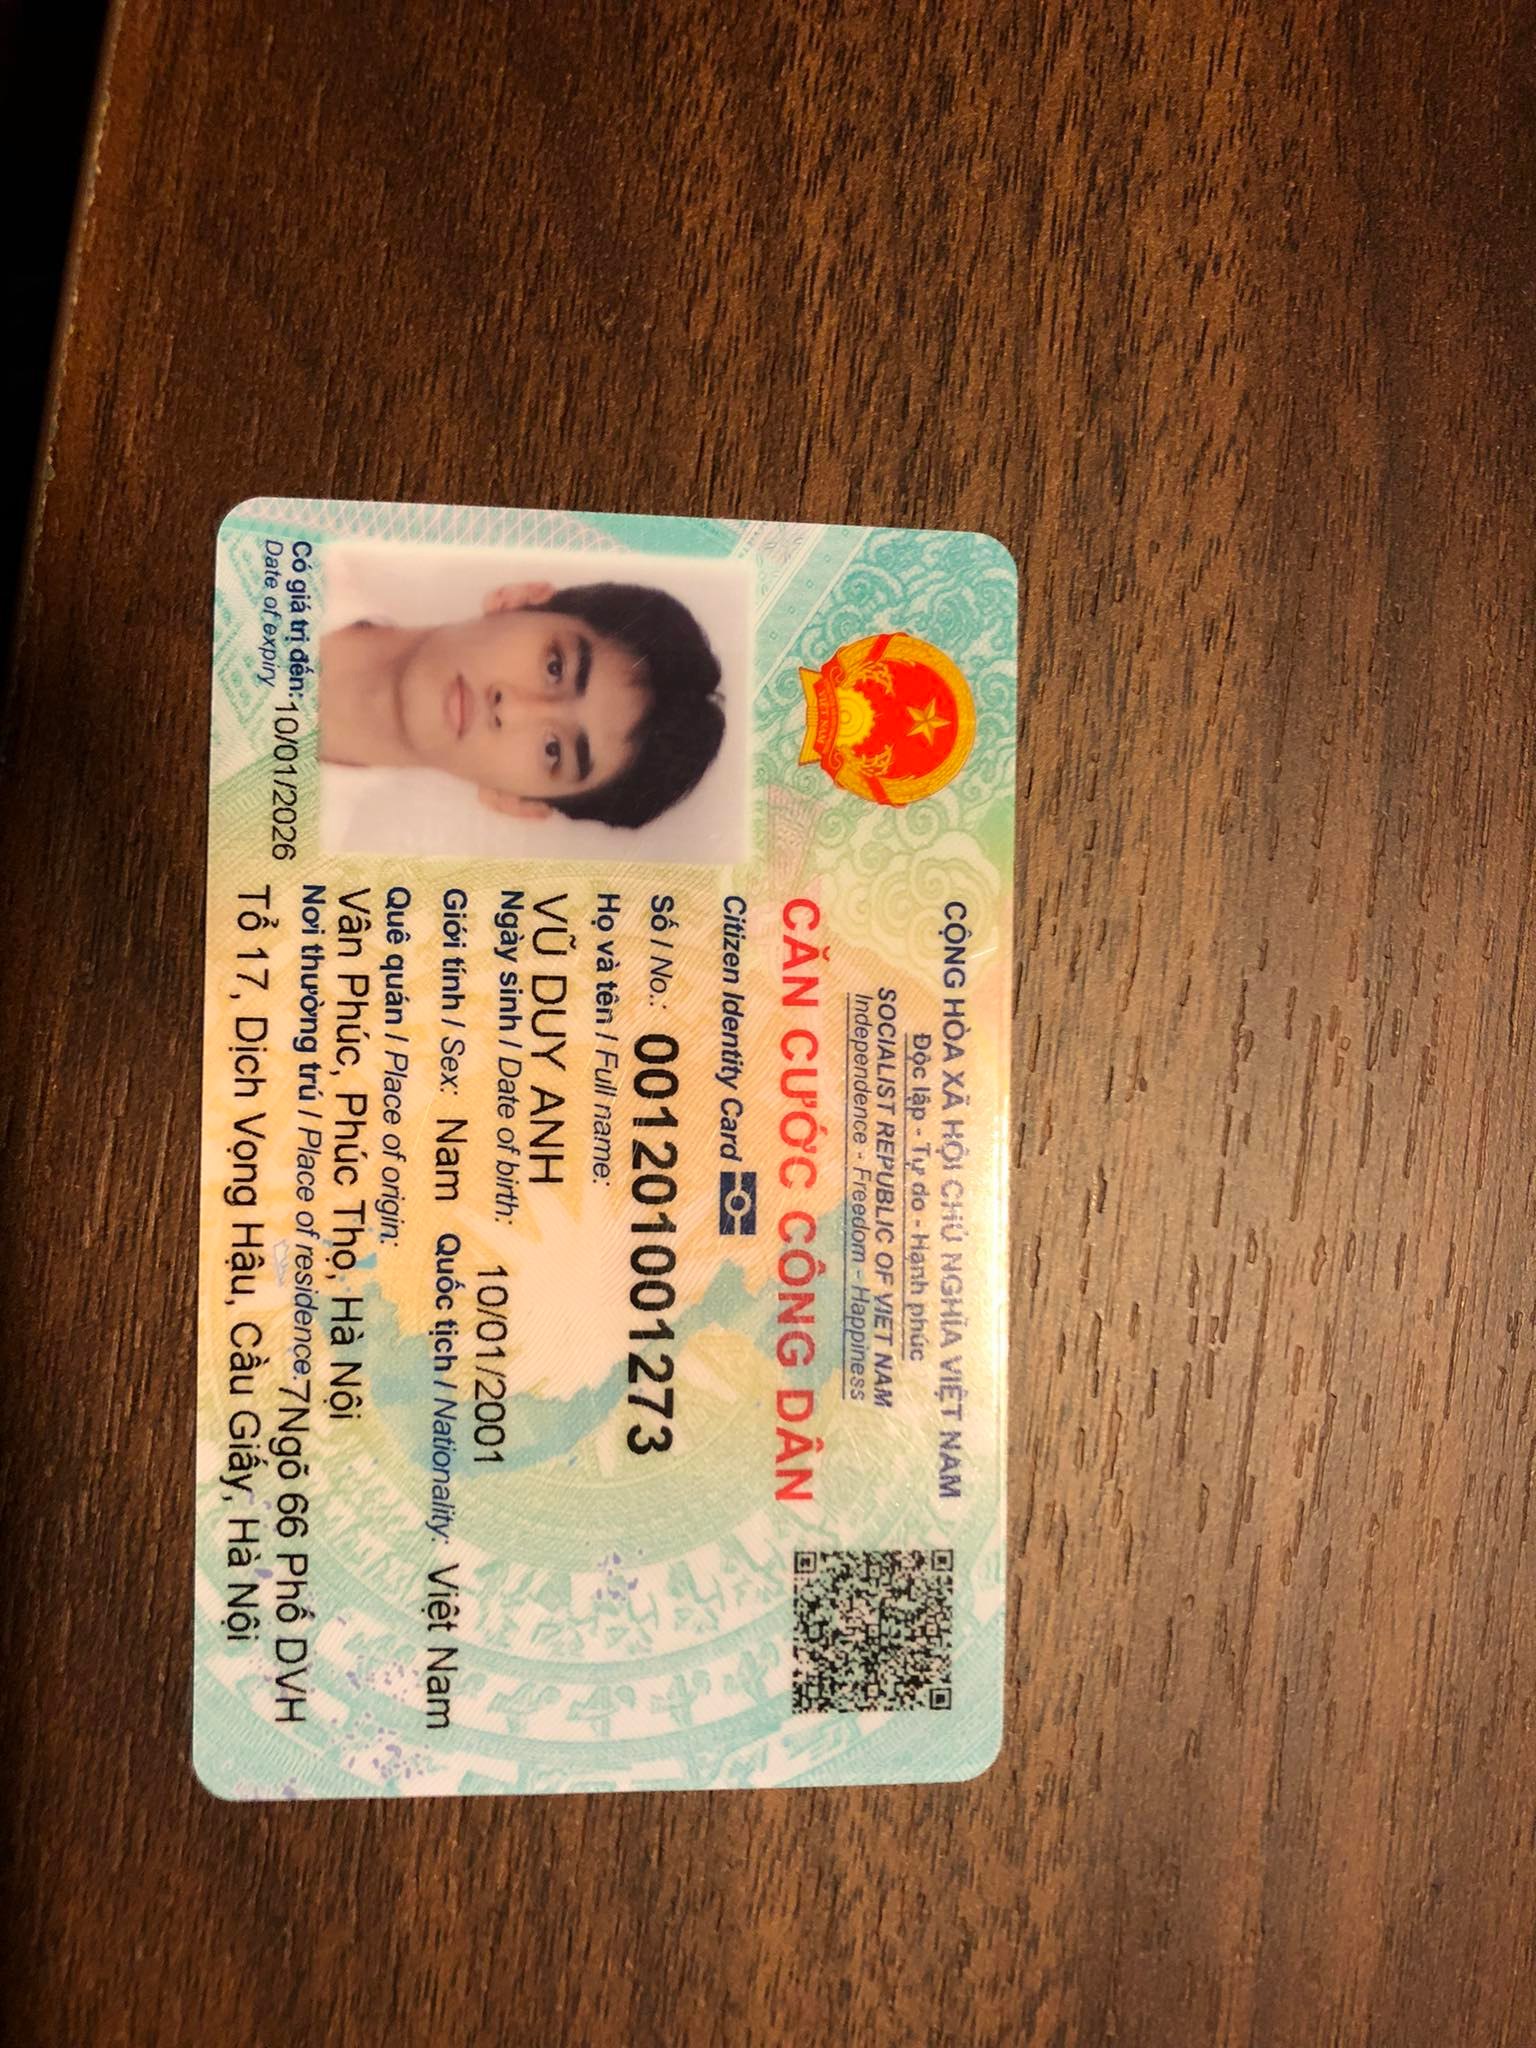 CỘNG HÒA XÃ HỘI CHỦ NGHĨA VIỆT NAM
Độc lập - Tự do - Hạnh phúc
SOCIALIST REPUBLIC OF VIET NAM
Independence - Freedom - Happiness
CĂN CƯỚC CÔNG DÂN
Citizen Identity Card
Số / No.: 001201001273
Họ và tên / Full name:
VŨ DUY ANH
Ngày sinh / Date of birth: 10/01/2001
Giới tính / Sex: Nam Quốc tịch / Nationality: Việt Nam
Quê quán / Place of origin:
Vân Phúc, Phúc Thọ, Hà Nội
Nơi thường trú / Place of residence: 7Ngõ 66 Phố DVH
Tổ 17, Dịch Vọng Hậu, Cầu Giấy, Hà Nội
Có giá trị đến: 10/01/2026
Date of expiry
VIỆT NAM